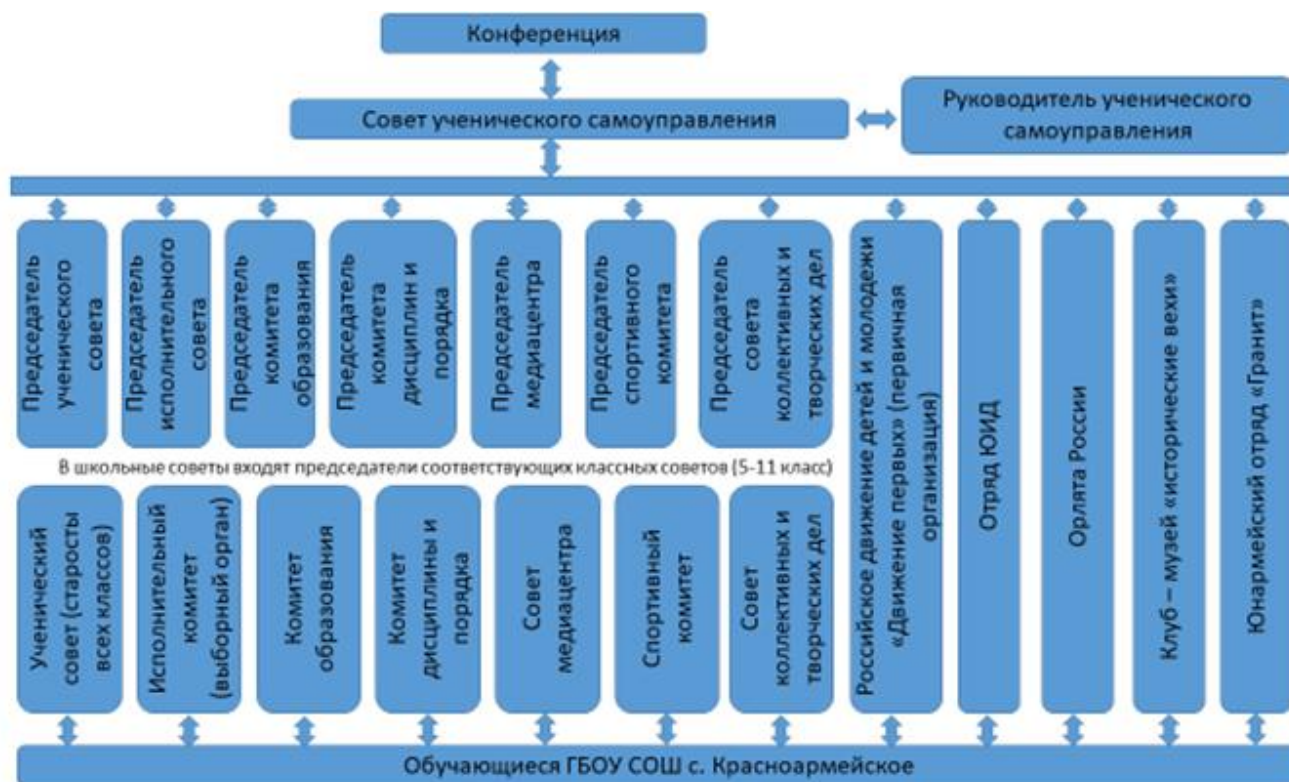 Конференция
Совет ученического самоуправления
Руководитель ученического
самоуправления
Председатель
ученического
совета
Председатель
исполнительного
совета
Председатель
комитета
образования
Председатель
комитета
дисциплин и
порядка
Председатель
медиацентра
Председатель
спортивного
комитета
Председатель
совета
коллективных и
творческих дел
Российское движение детей и молодежи
«Движение первых» (первичная
организация)
Отряд ЮИД
Орлята России
Клуб – музей «исторические вехи»
Юнармейский отряд «Гранит»
В школьные советы входят председатели соответствующих классных советов (5-11 класс)
Ученический
совет (старосты
всех классов)
Исполнительный
комитет
(выборный орган)
Комитет
образования
Комитет
дисциплины и
порядка
Совет
медиацентра
Спортивный
комитет
Совет
коллективных и
творческих дел
Обучающиеся ГБОУ СОШ с. Красноармейское